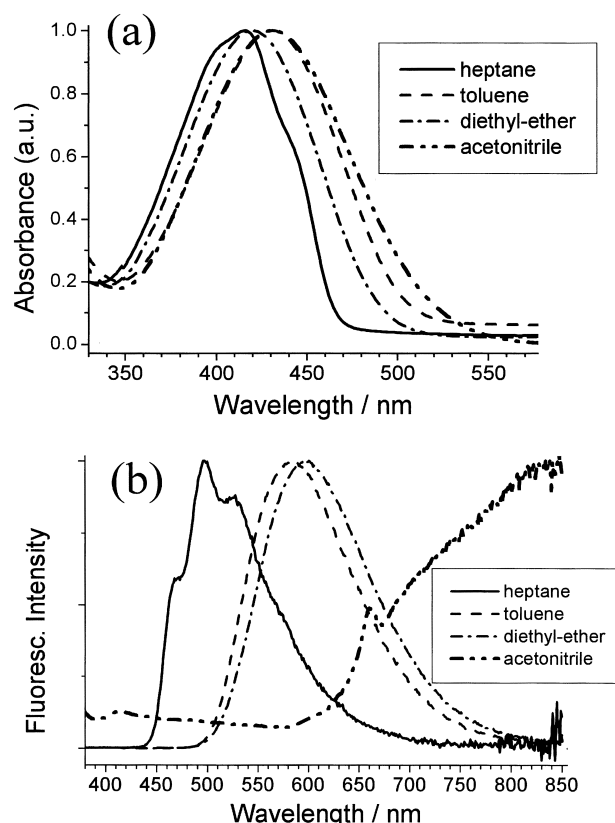 (a)
Absorbance (a.u.)
1.0
0.8
0.6
0.4
0.2
0.0
heptane
toluene
diethyl-ether
acetonitrile
350 400 450 500 550
Wavelength / nm
(b)
Fluoresc. Intensity
heptane
toluene
diethyl-ether
acetonitrile
400 450 500 550 600 650 700 750 800 850
Wavelength / nm